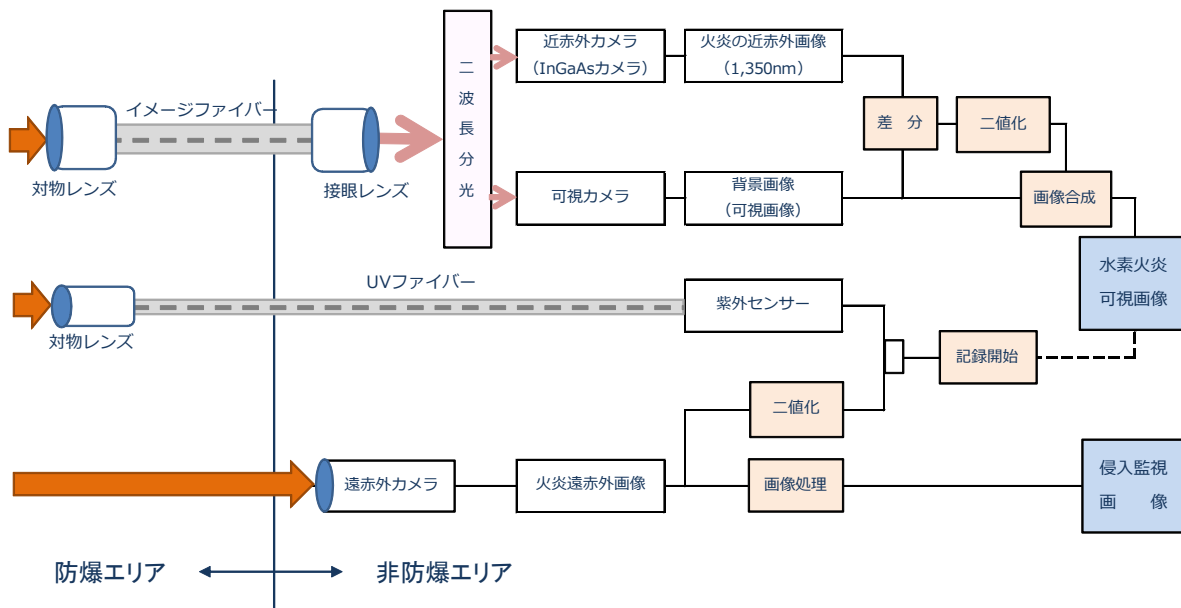 近赤外カメラ
（InGaAsカメラ）
火炎の近赤外画像
（1,350nm）
二波長分光
イメージファイバー
対物レンズ
接眼レンズ
差　分
二値化
可視カメラ
背景画像
（可視画像）
画像合成
水素火炎
可視画像
UVファイバー
対物レンズ
紫外センサー
記録開始
二値化
遠赤外カメラ
火炎遠赤外画像
画像処理
侵入監視
画　　像
防爆エリア
非防爆エリア